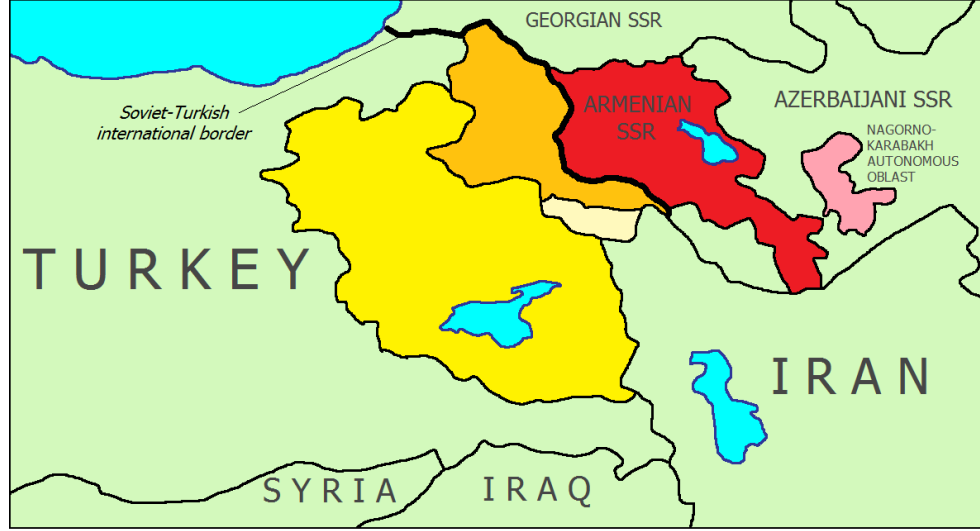 GEORGIAN SSR
Soviet-Turkish
international border
ARMENIAN
SSR
AZERBAIJANI SSR
NAGORNO-
KARABAKH
AUTONOMOUS
OBLAST
TURKEY
IRAN
SYRIA
IRAQ